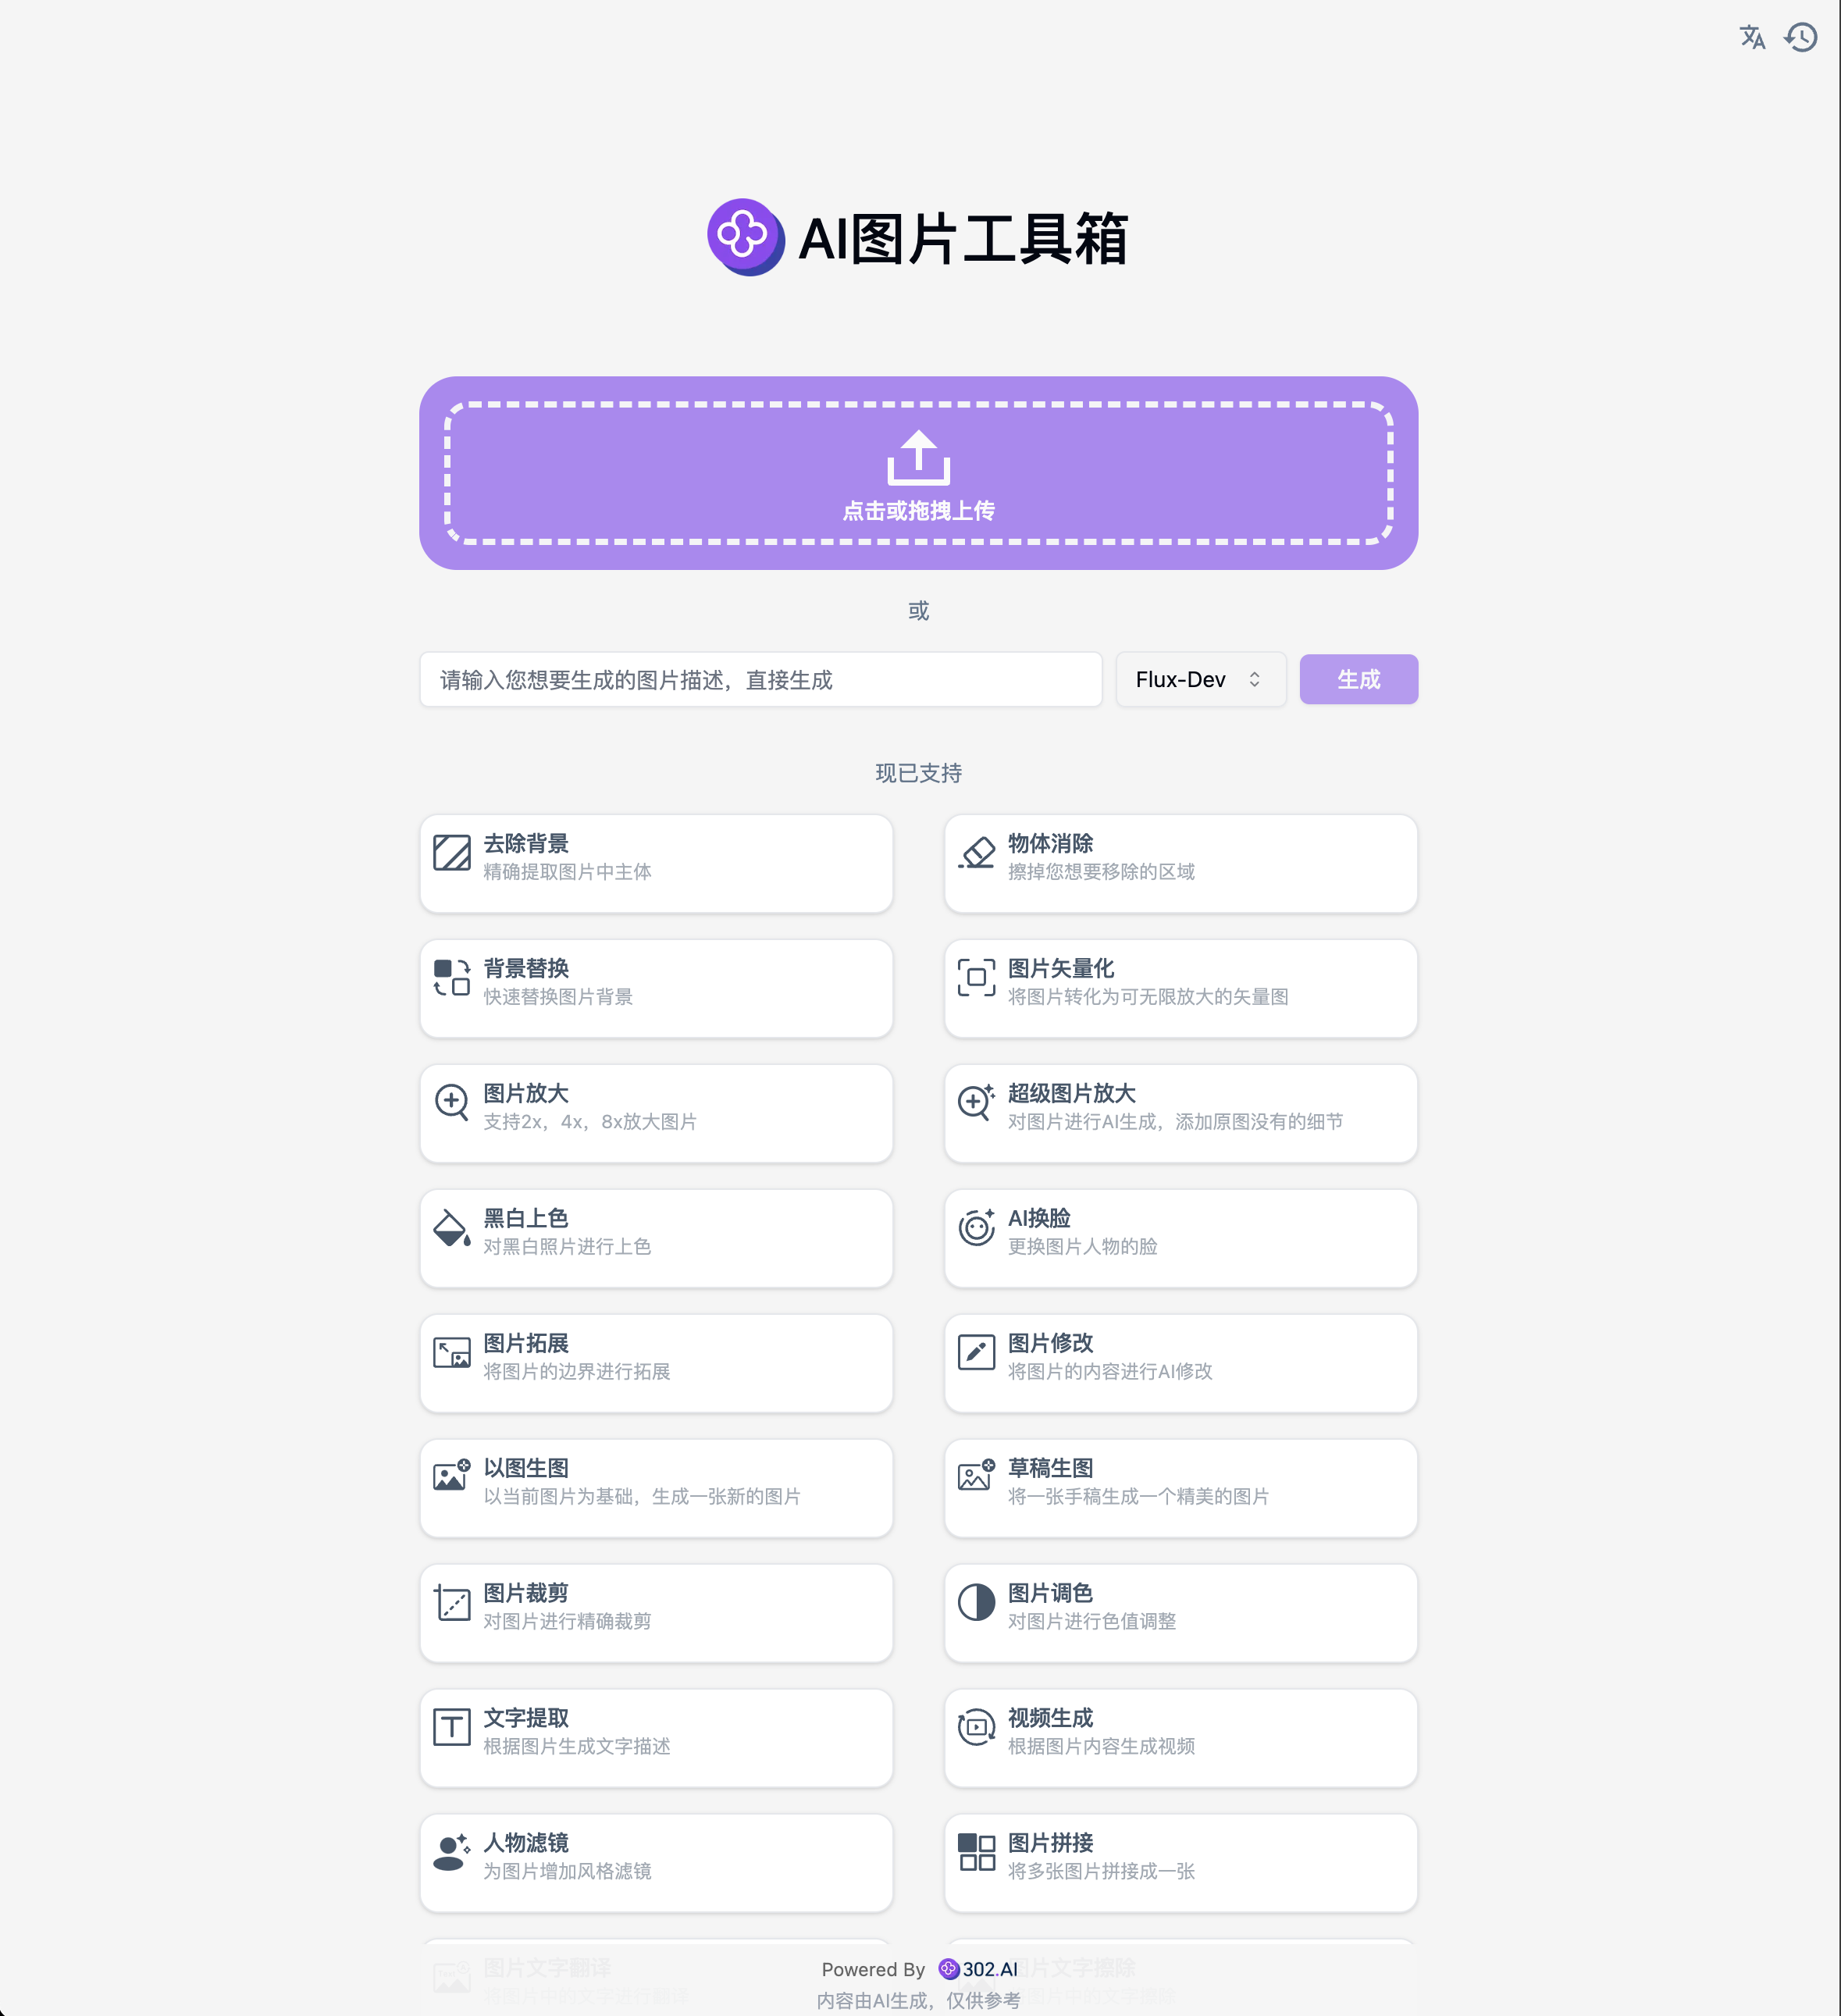 AI图片工具箱
点击或拖拽上传
或
请输入您想要生成的图片描述，直接生成
Flux-Dev
生成
现已支持
去除背景
精确提取图片中主体
物体消除
擦掉您想要移除的区域
背景替换
快速替换图片背景
图片矢量化
将图片转化为可无限放大的矢量图
图片放大
支持2x，4x，8x放大图片
超级图片放大
对图片进行AI生成，添加原图没有的细节
黑白上色
对黑白照片进行上色
AI换脸
更换图片人物的脸
图片拓展
将图片的边界进行拓展
图片修改
将图片的内容进行AI修改
以图生图
以当前图片为基础，生成一张新的图片
草稿生图
将一张手稿生成一个精美的图片
图片裁剪
对图片进行精确裁剪
图片调色
对图片进行色值调整
文字提取
根据图片生成文字描述
视频生成
根据图片内容生成视频
人物滤镜
为图片增加风格滤镜
图片拼接
将多张图片拼接成一张
图片文字翻译
图片文字擦除
Powered By 302.AI
内容由AI生成，仅供参考